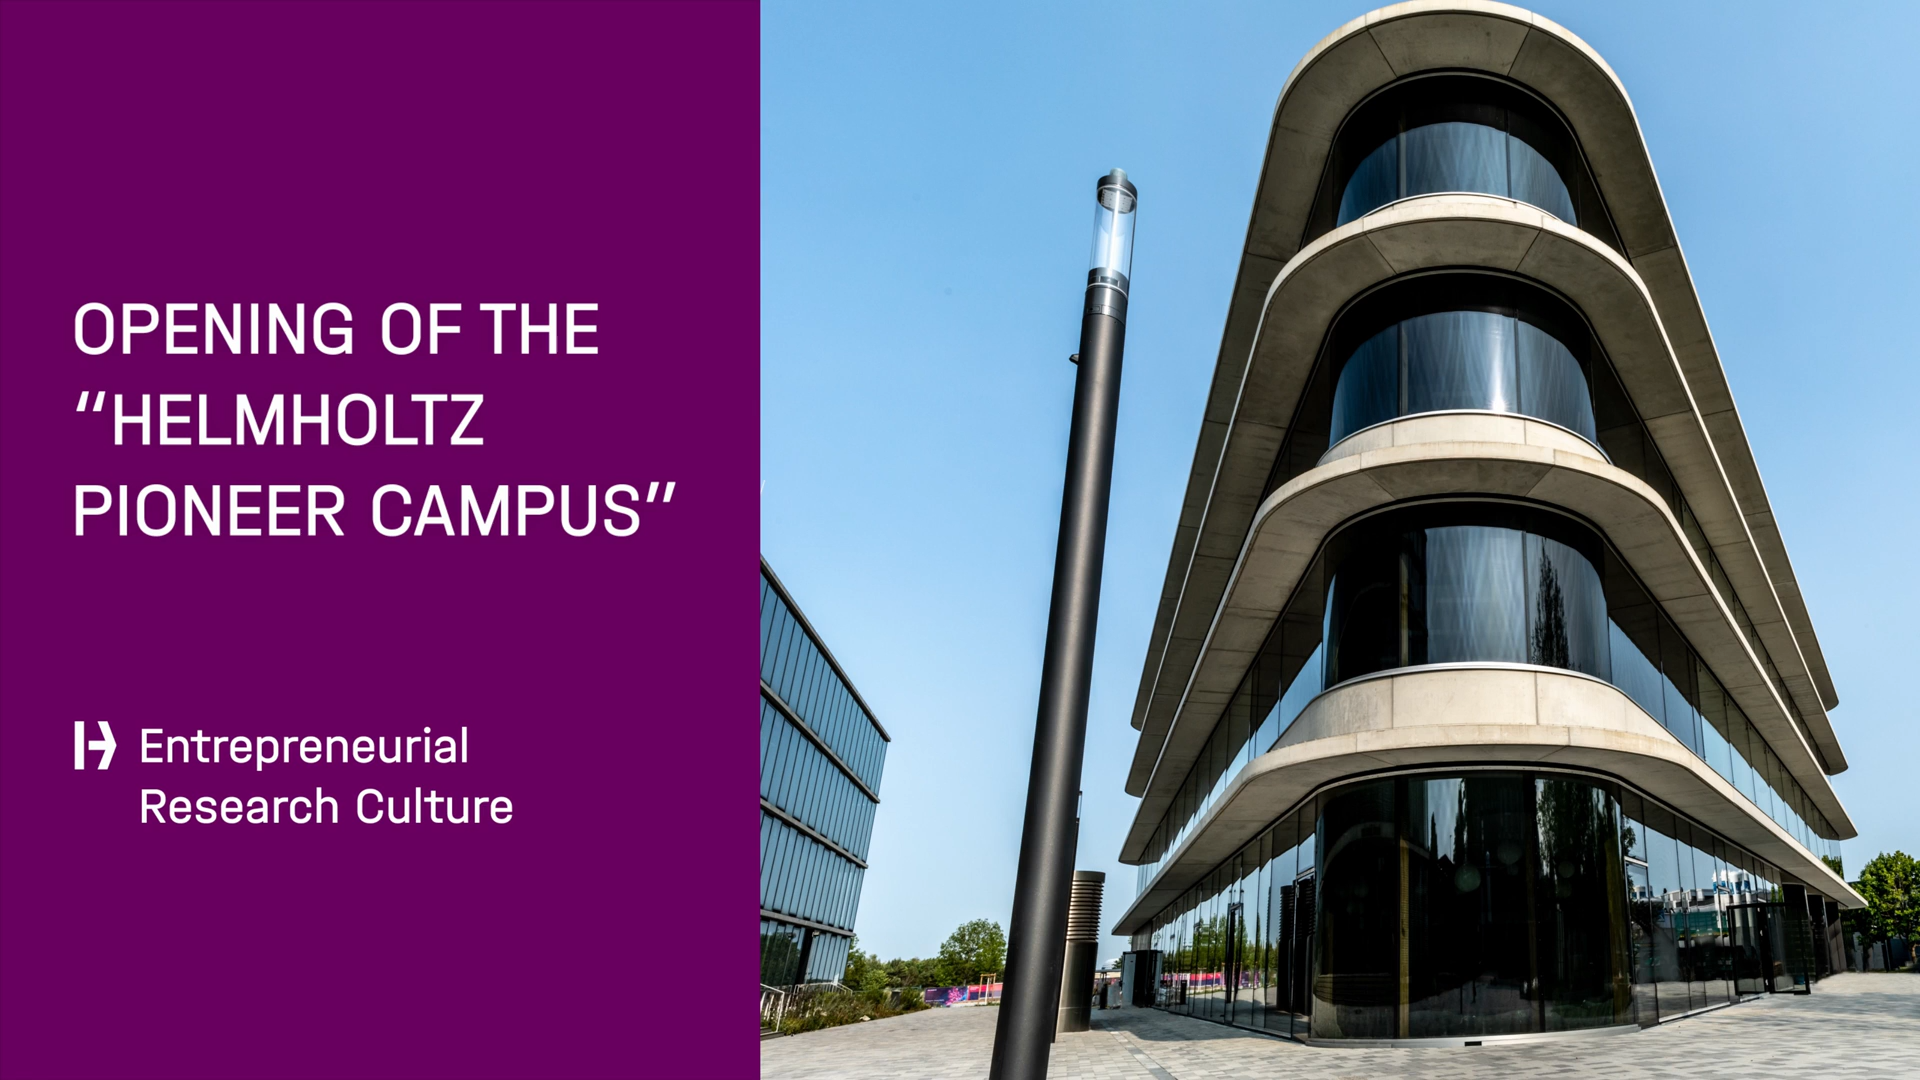 OPENING OF THE
“HELMHOLTZ
PIONEER CAMPUS”
Entrepreneurial
Research Culture